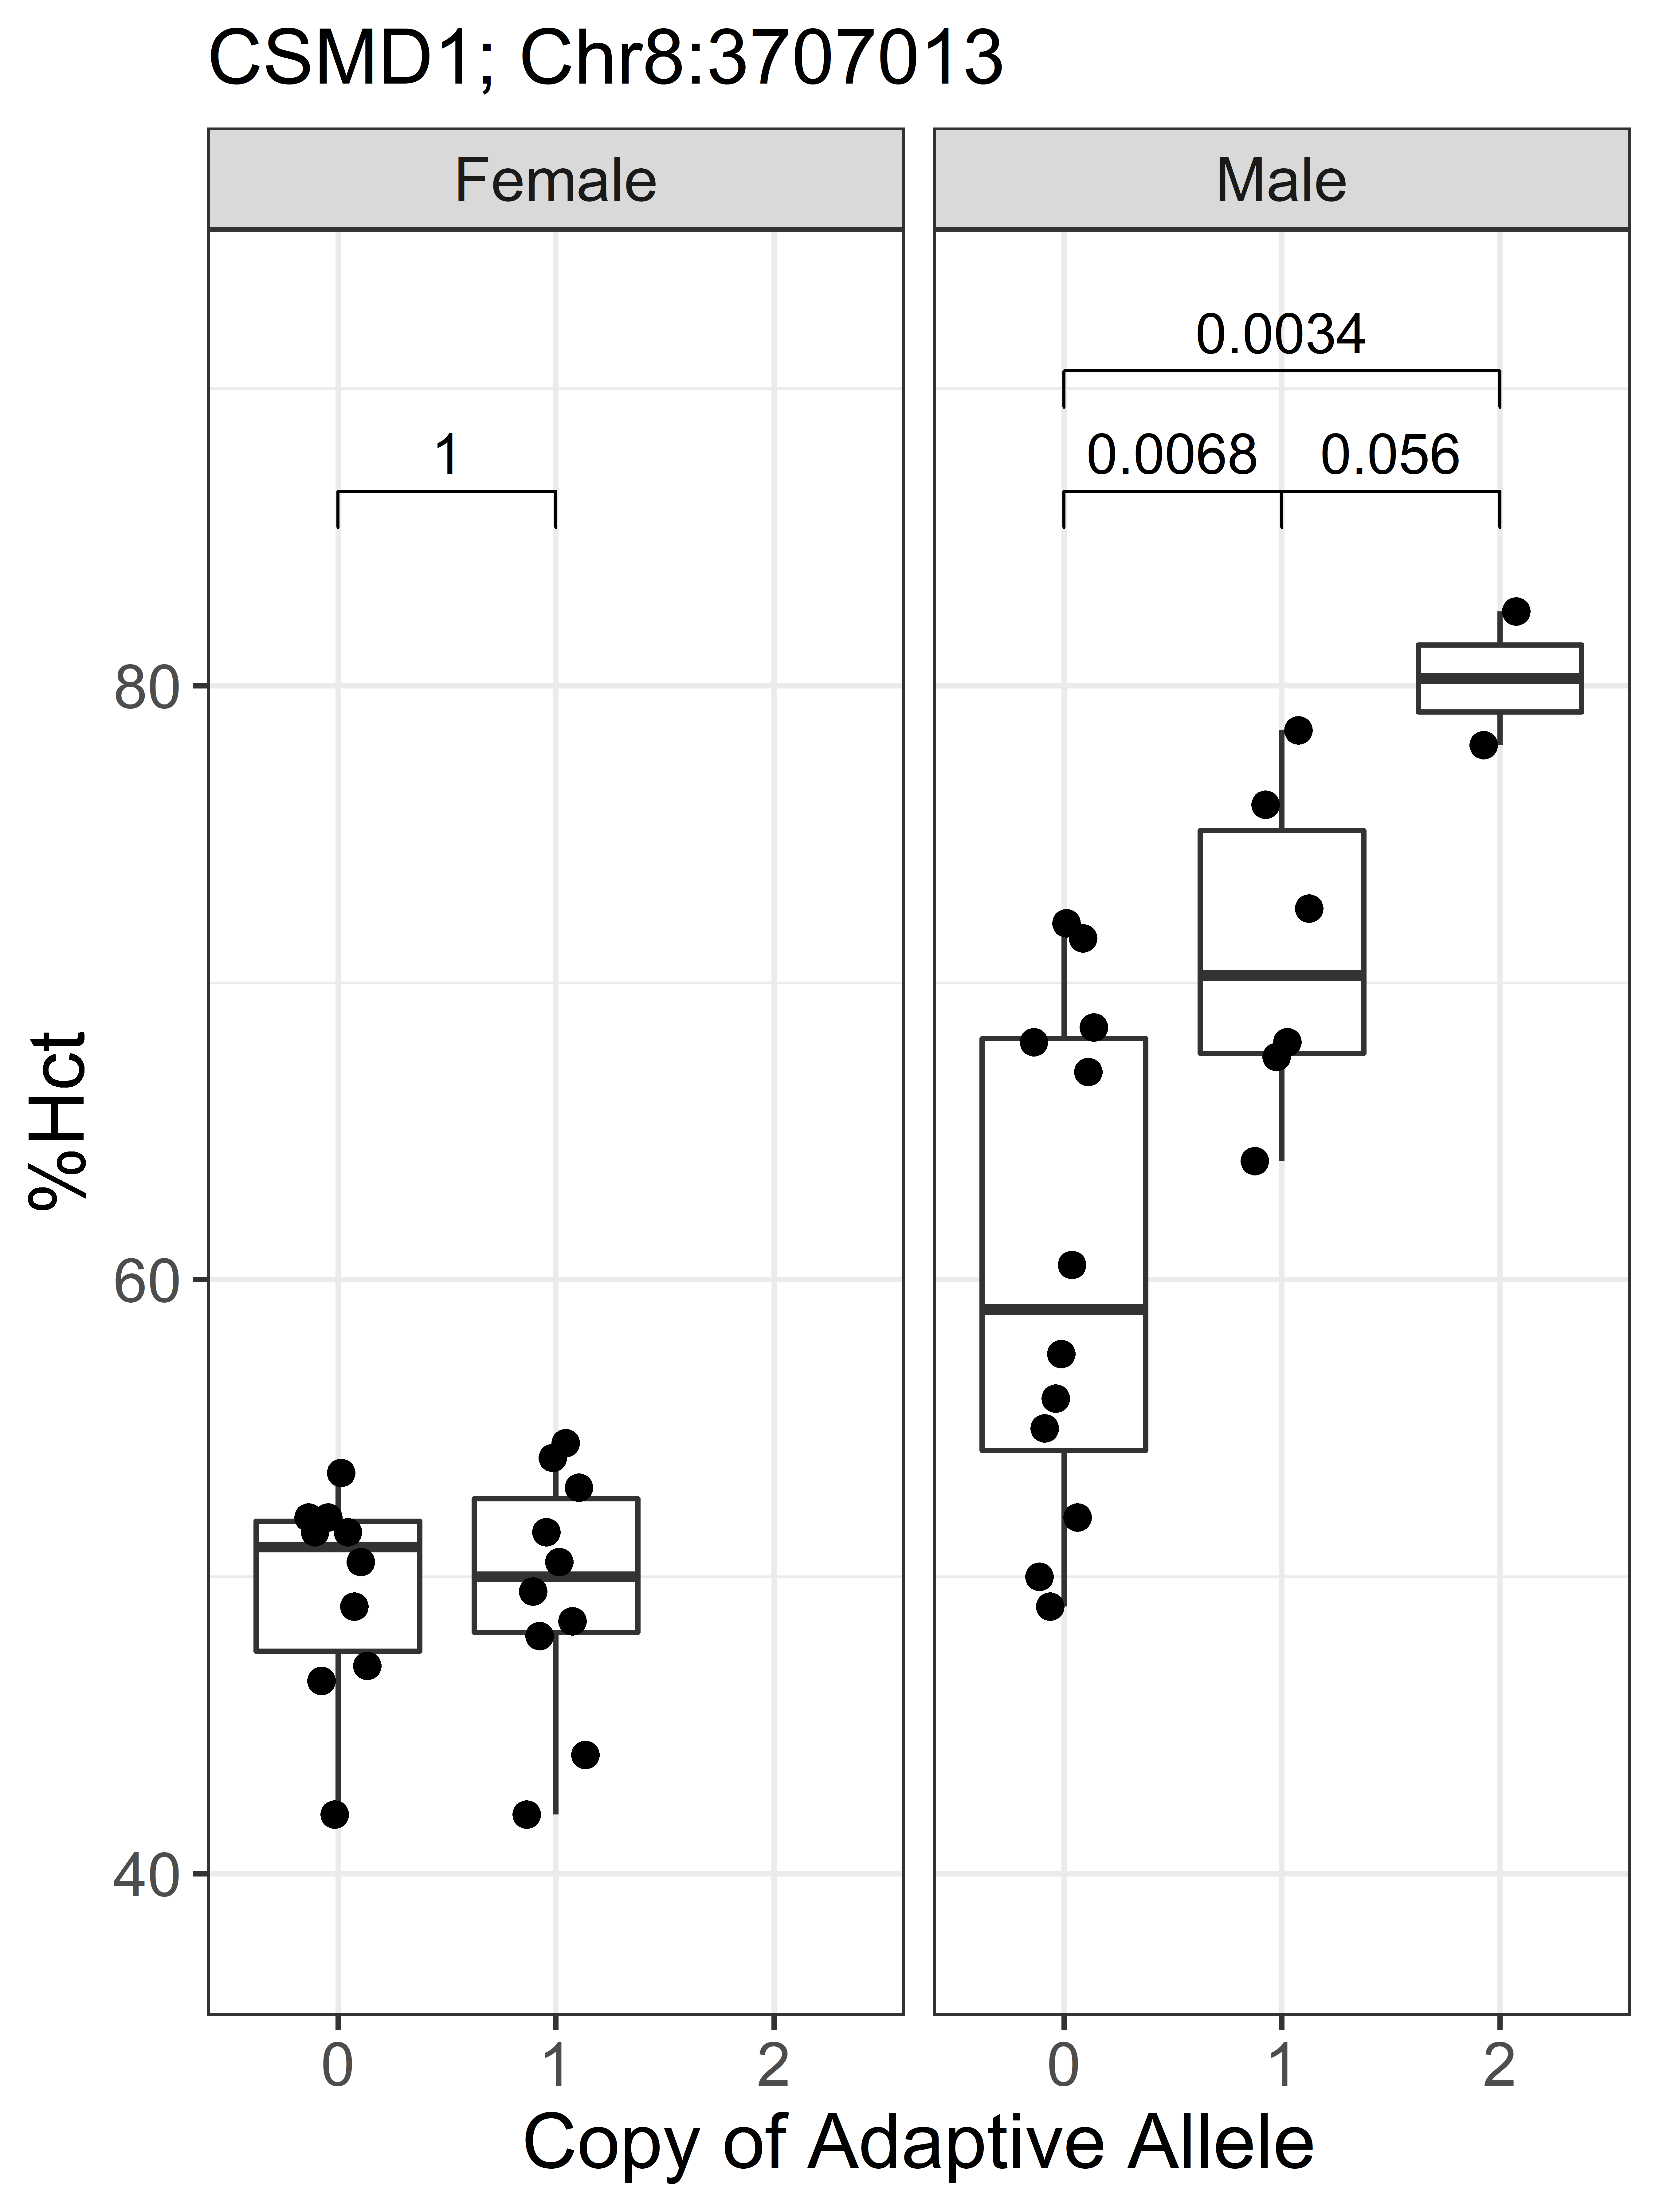 CSMD1; Chr8:3707013
Female
Male
0.0034
1
0.0068
0.056
80
60
40
%Hct
0
1
2
0
1
2
Copy of Adaptive Allele